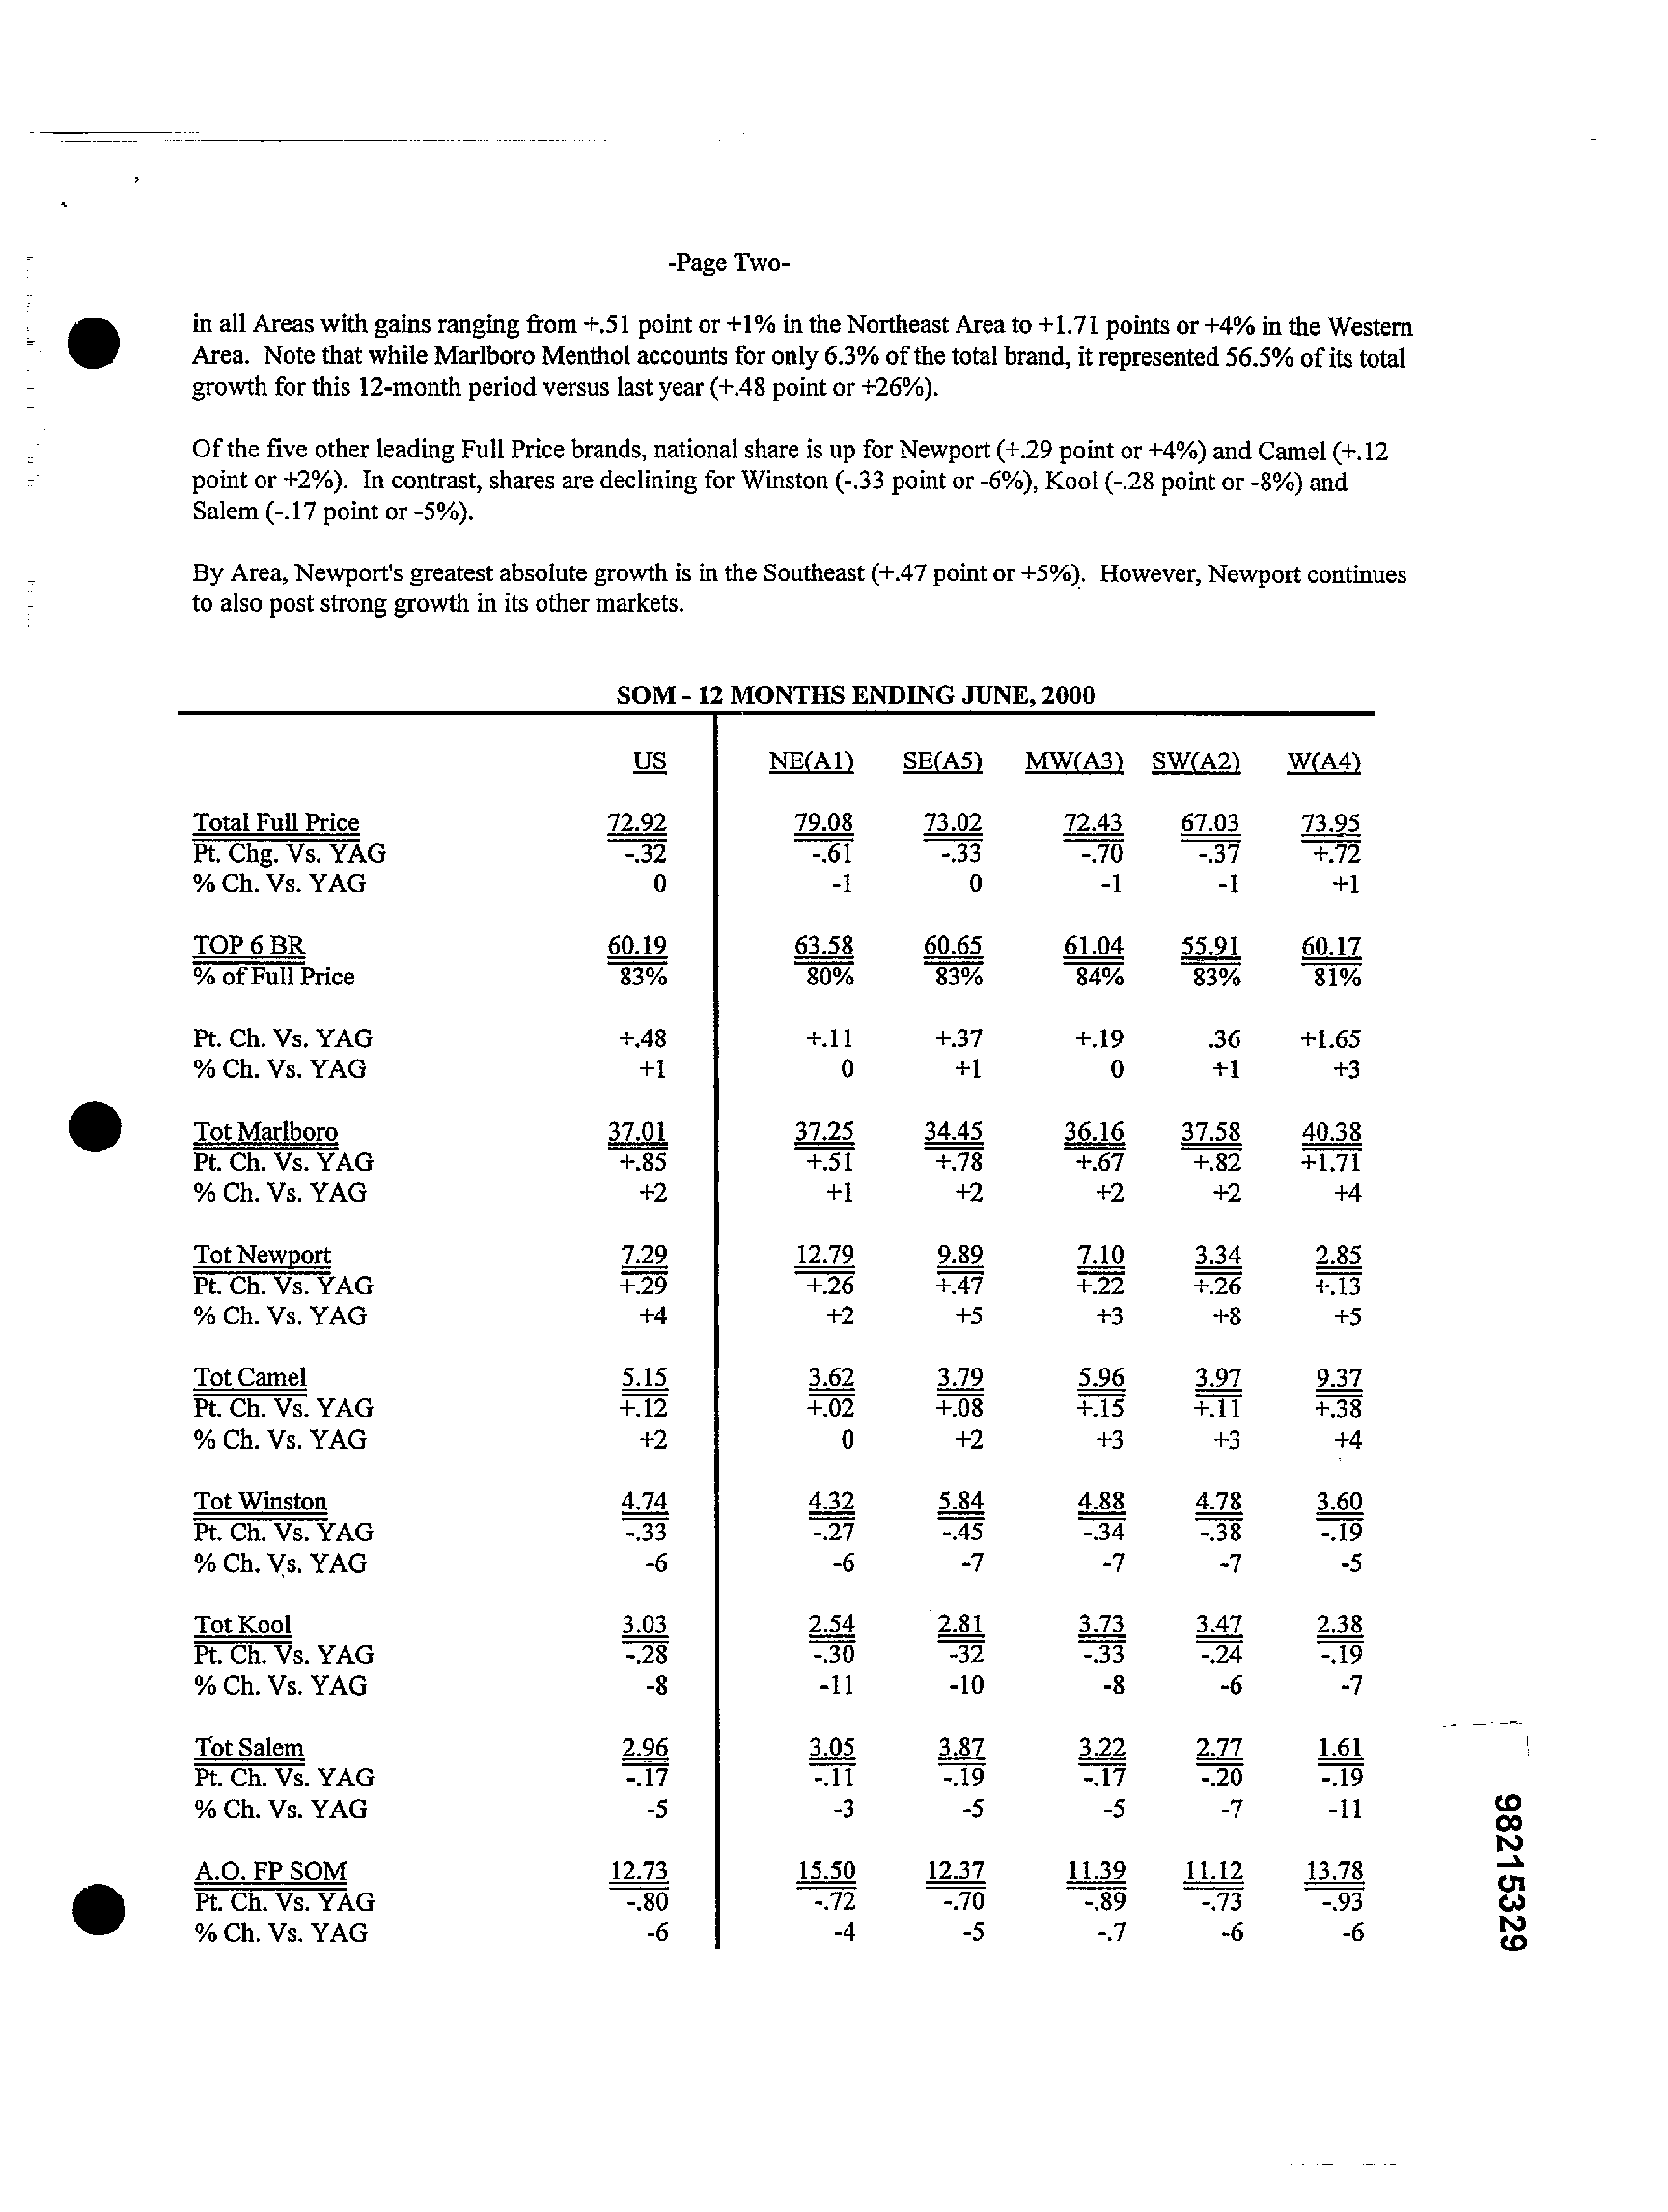 -Page Two-
in all Areas with gains ranging from +.51 point or +1% in the Northeast Area to +1.71 points or +4% in the Western
Area. Note that while Marlboro Menthol accounts for only 6.3% of the total brand, it represented 56.5% of its total
growth for this 12-month period versus last year (+.48 point or +26%).
Of the five other leading Full Price brands, national share is up for Newport (+.29 point or +4%) and Camel (+.12
point or +2%). In contrast, shares are declining for Winston (-.33 point or -6%), Kool (-.28 point or -8%) and
Salem (-.17 point or -5%).
By Area, Newport's greatest absolute growth is in the Southeast (+.47 point or +5%). However, Newport continues
to also post strong growth in its other markets.
SOM - 12 MONTHS ENDING JUNE, 2000
US NE(A1) SE(A5) MW(A3) SW(A2) W(A4)
Total Full Price 72.92 79.08 73.02 72.43 67.03 73.95
Pt. Chg. Vs. YAG -.32 -.61 -.33 -.70 -.37 +.72
% Ch. Vs. YAG 0 -1 0 -1 -1 +1
TOP 6 BR 60.19 63.58 60.65 61.04 55.91 60.17
% of Full Price 83% 80% 83% 84% 83% 81%
Pt. Ch. Vs. YAG +.48 +.11 +.37 +.19 .36 +1.65
% Ch. Vs. YAG +1 0 +1 0 +1 +3
Tot Marlboro 37.01 37.25 34.45 36.16 37.58 40.38
Pt. Ch. Vs. YAG +.85 +.51 +.78 +.67 +.82 +1.71
% Ch. Vs. YAG +2 +1 +2 +2 +2 +4
Tot Newport 7.29 12.79 9.89 7.10 3.34 2.85
Pt. Ch. Vs. YAG +.29 +.26 +.47 +.22 +.26 +.13
% Ch. Vs. YAG +4 +2 +5 +3 +8 +5
Tot Camel 5.15 3.62 3.79 5.96 3.97 9.37
Pt. Ch. Vs. YAG +.12 +.02 +.08 +.15 +.11 +.38
% Ch. Vs. YAG +2 0 +2 +3 +3 +4
Tot Winston 4.74 4.32 5.84 4.88 4.78 3.60
Pt. Ch. Vs. YAG -.33 -.27 -.45 -.34 -.38 -.19
% Ch. Vs. YAG -6 -6 -7 -7 -7 -5
Tot Kool 3.03 2.54 2.81 3.73 3.47 2.38
Pt. Ch. Vs. YAG -.28 -.30 -32 -.33 -.24 -.19
% Ch. Vs. YAG -8 -11 -10 -8 -6 -7
Tot Salem 2.96 3.05 3.87 3.22 2.77 1.61
Pt. Ch. Vs. YAG -.17 -.11 -.19 -.17 -.20 -.19
% Ch. Vs. YAG -5 -3 -5 -5 -7 -11
A.O. FP SOM 12.73 15.50 12.37 11.39 11.12 13.78
Pt. Ch. Vs. YAG -.80 -.72 -.70 -.89 -.73 -.93
% Ch. Vs. YAG -6 -4 -5 -.7 -6 -6
98215329